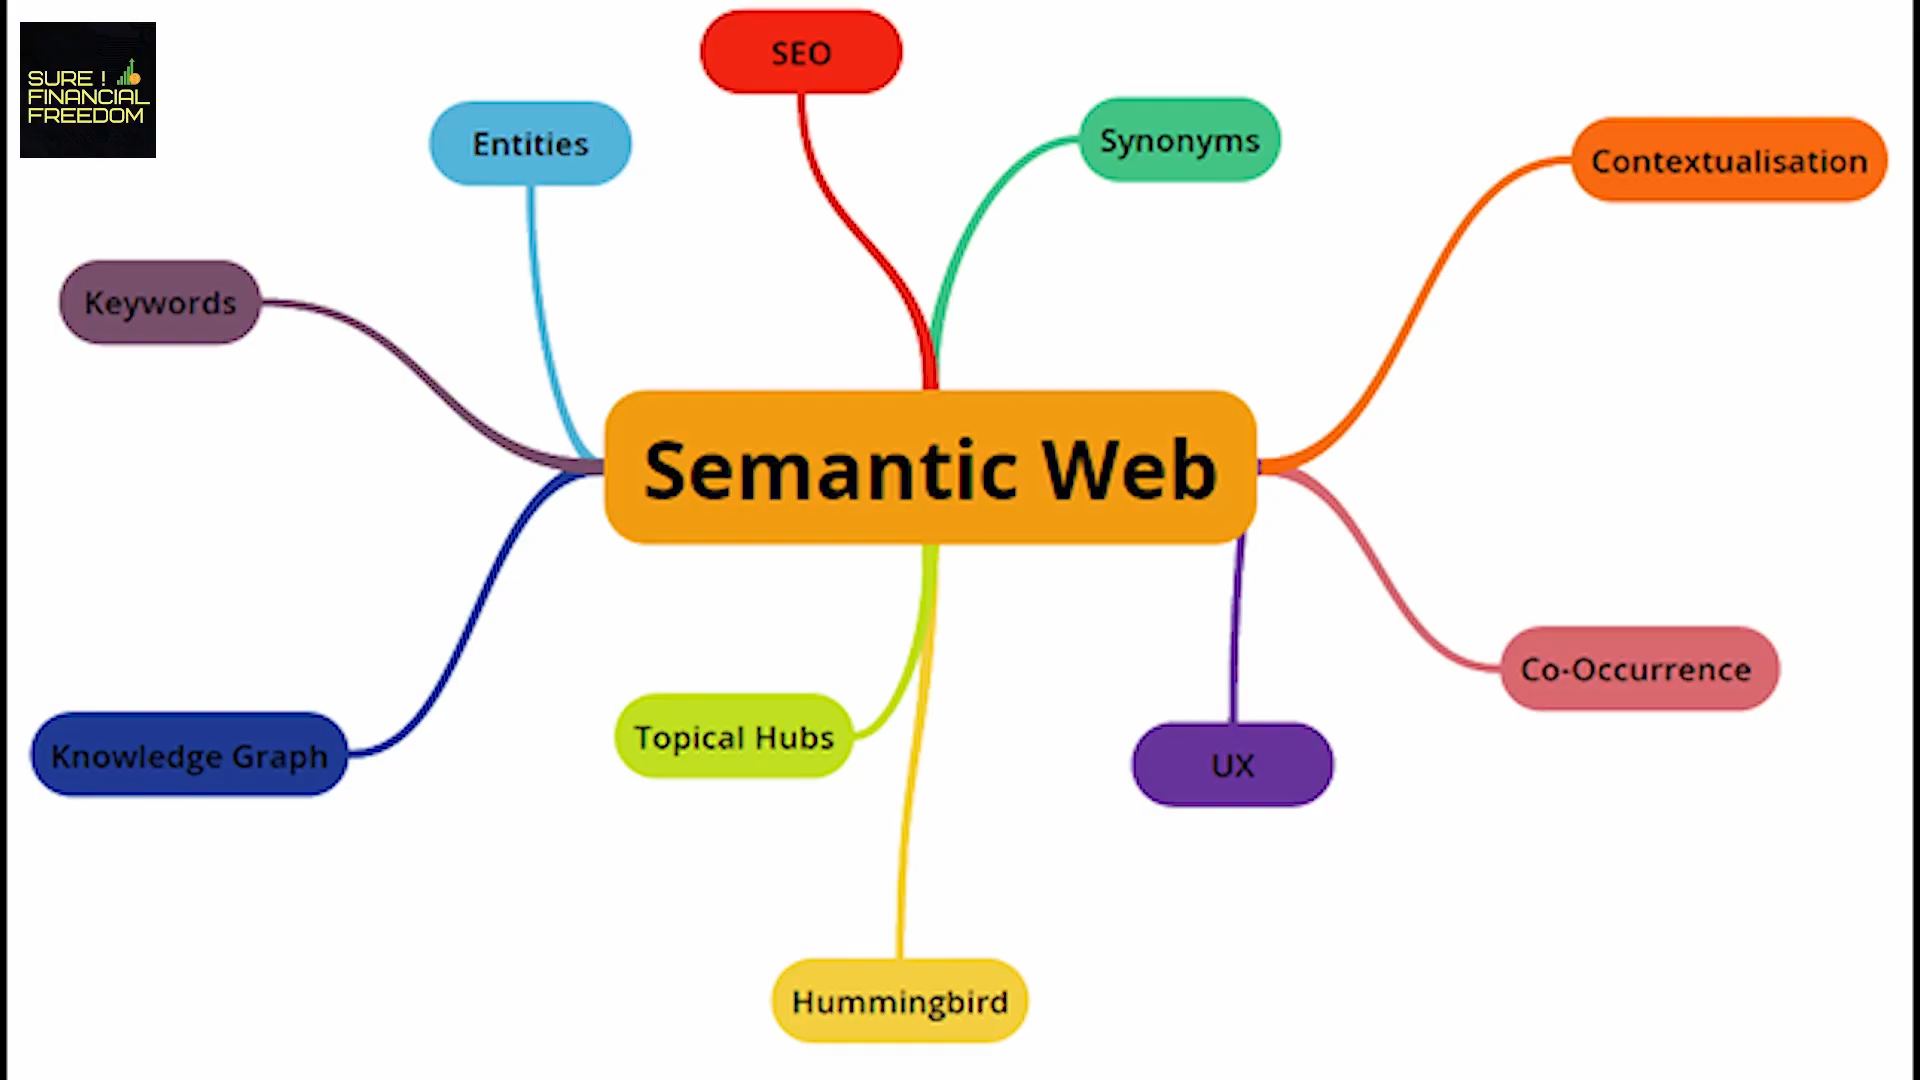 SURE !
FINANCIAL
FREEDOM
SEO
Entities
Synonyms
Contextualisation
Keywords
Semantic Web
Co-Occurrence
Topical Hubs
Knowledge Graph
UX
Hummingbird